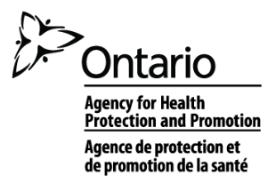 Ontario
Agency for Health
Protection and Promotion
Agence de protection et
de promotion de la santé